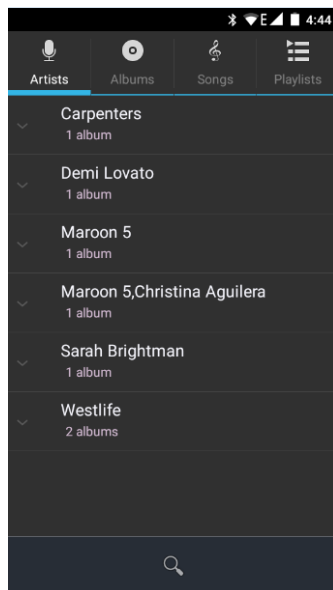 E 4:44
Artists Albums Songs Playlists
Carpenters
1 album
Demi Lovato
1 album
Maroon 5
1 album
Maroon 5,Christina Aguilera
1 album
Sarah Brightman
1 album
Westlife
2 albums